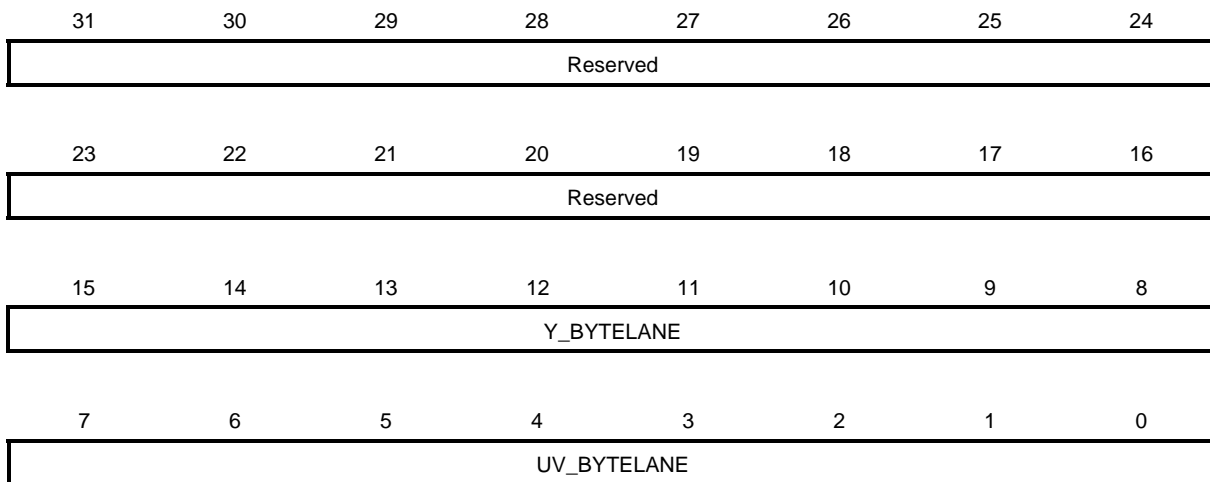 31 30 29 28 27 26 25 24
Reserved
23 22 21 20 19 18 17 16
Reserved
15 14 13 12 11 10 9 8
Y_BYTELANE
7 6 5 4 3 2 1 0
UV_BYTELANE